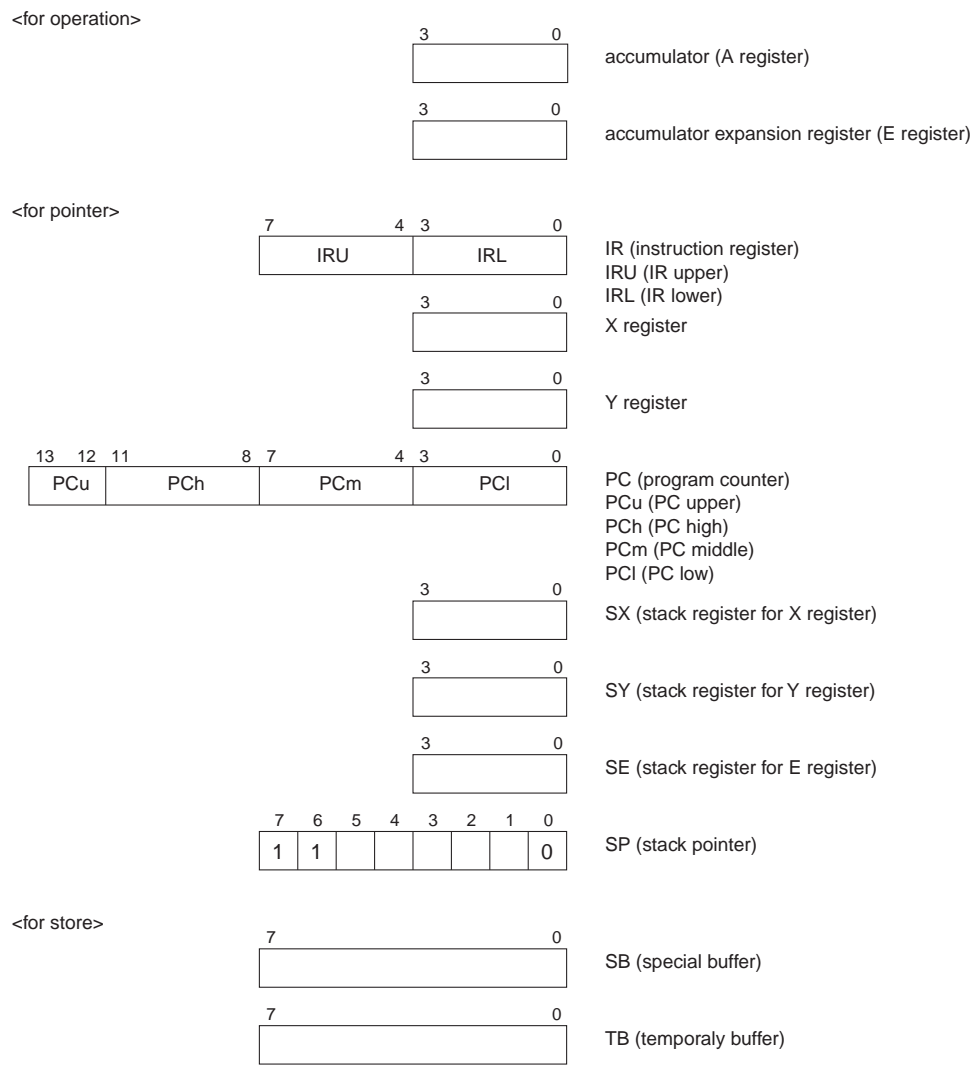 <for operation>
3 0
accumulator (A register)
3 0
accumulator expansion register (E register)
<for pointer>
7 4 3 0
IRU IRL
IR (instruction register)
IRU (IR upper)
IRL (IR lower)
3 0
X register
3 0
Y register
13 12 11 8 7 4 3 0
PCu PCh PCm PCl
PC (program counter)
PCu (PC upper)
PCh (PC high)
PCm (PC middle)
PCl (PC low)
3 0
SX (stack register for X register)
3 0
SY (stack register for Y register)
3 0
SE (stack register for E register)
7 6 5 4 3 2 1 0
1 1 0
SP (stack pointer)
<for store>
7 0
SB (special buffer)
7 0
TB (temporaly buffer)